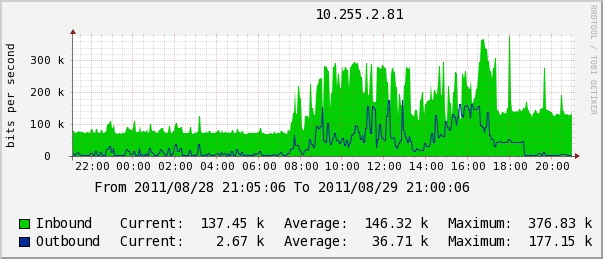 10.255.2.81
RRDTOOL / TOBI OETIKER
bits per second
300 k
200 k
100 k
0
22:00 00:00 02:00 04:00 06:00 08:00 10:00 12:00 14:00 16:00 18:00 20:00
From 2011/08/28 21:05:06 To 2011/08/29 21:00:06
Inbound Current: 137.45 k Average: 146.32 k Maximum: 376.83 k
Outbound Current: 2.67 k Average: 36.71 k Maximum: 177.15 k